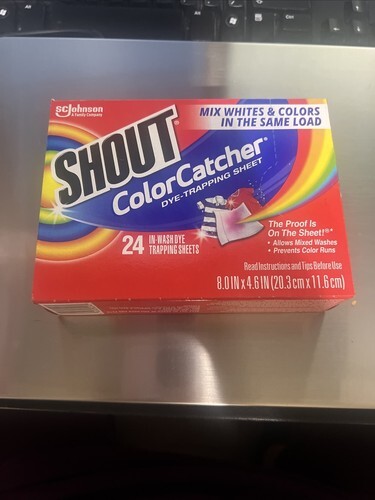 SCJohnson
A Family Company
MIX WHITES & COLORS
IN THE SAME LOAD
SHOUT®
ColorCatcher®
DYE-TRAPPING SHEET
24 IN-WASH DYE
TRAPPING SHEETS
The Proof Is
On The Sheet!®*
• Allows Mixed Washes
• Prevents Color Runs
Read Instructions and Tips Before Use
8.0 IN x 4.6 IN (20.3 cm x 11.6 cm)